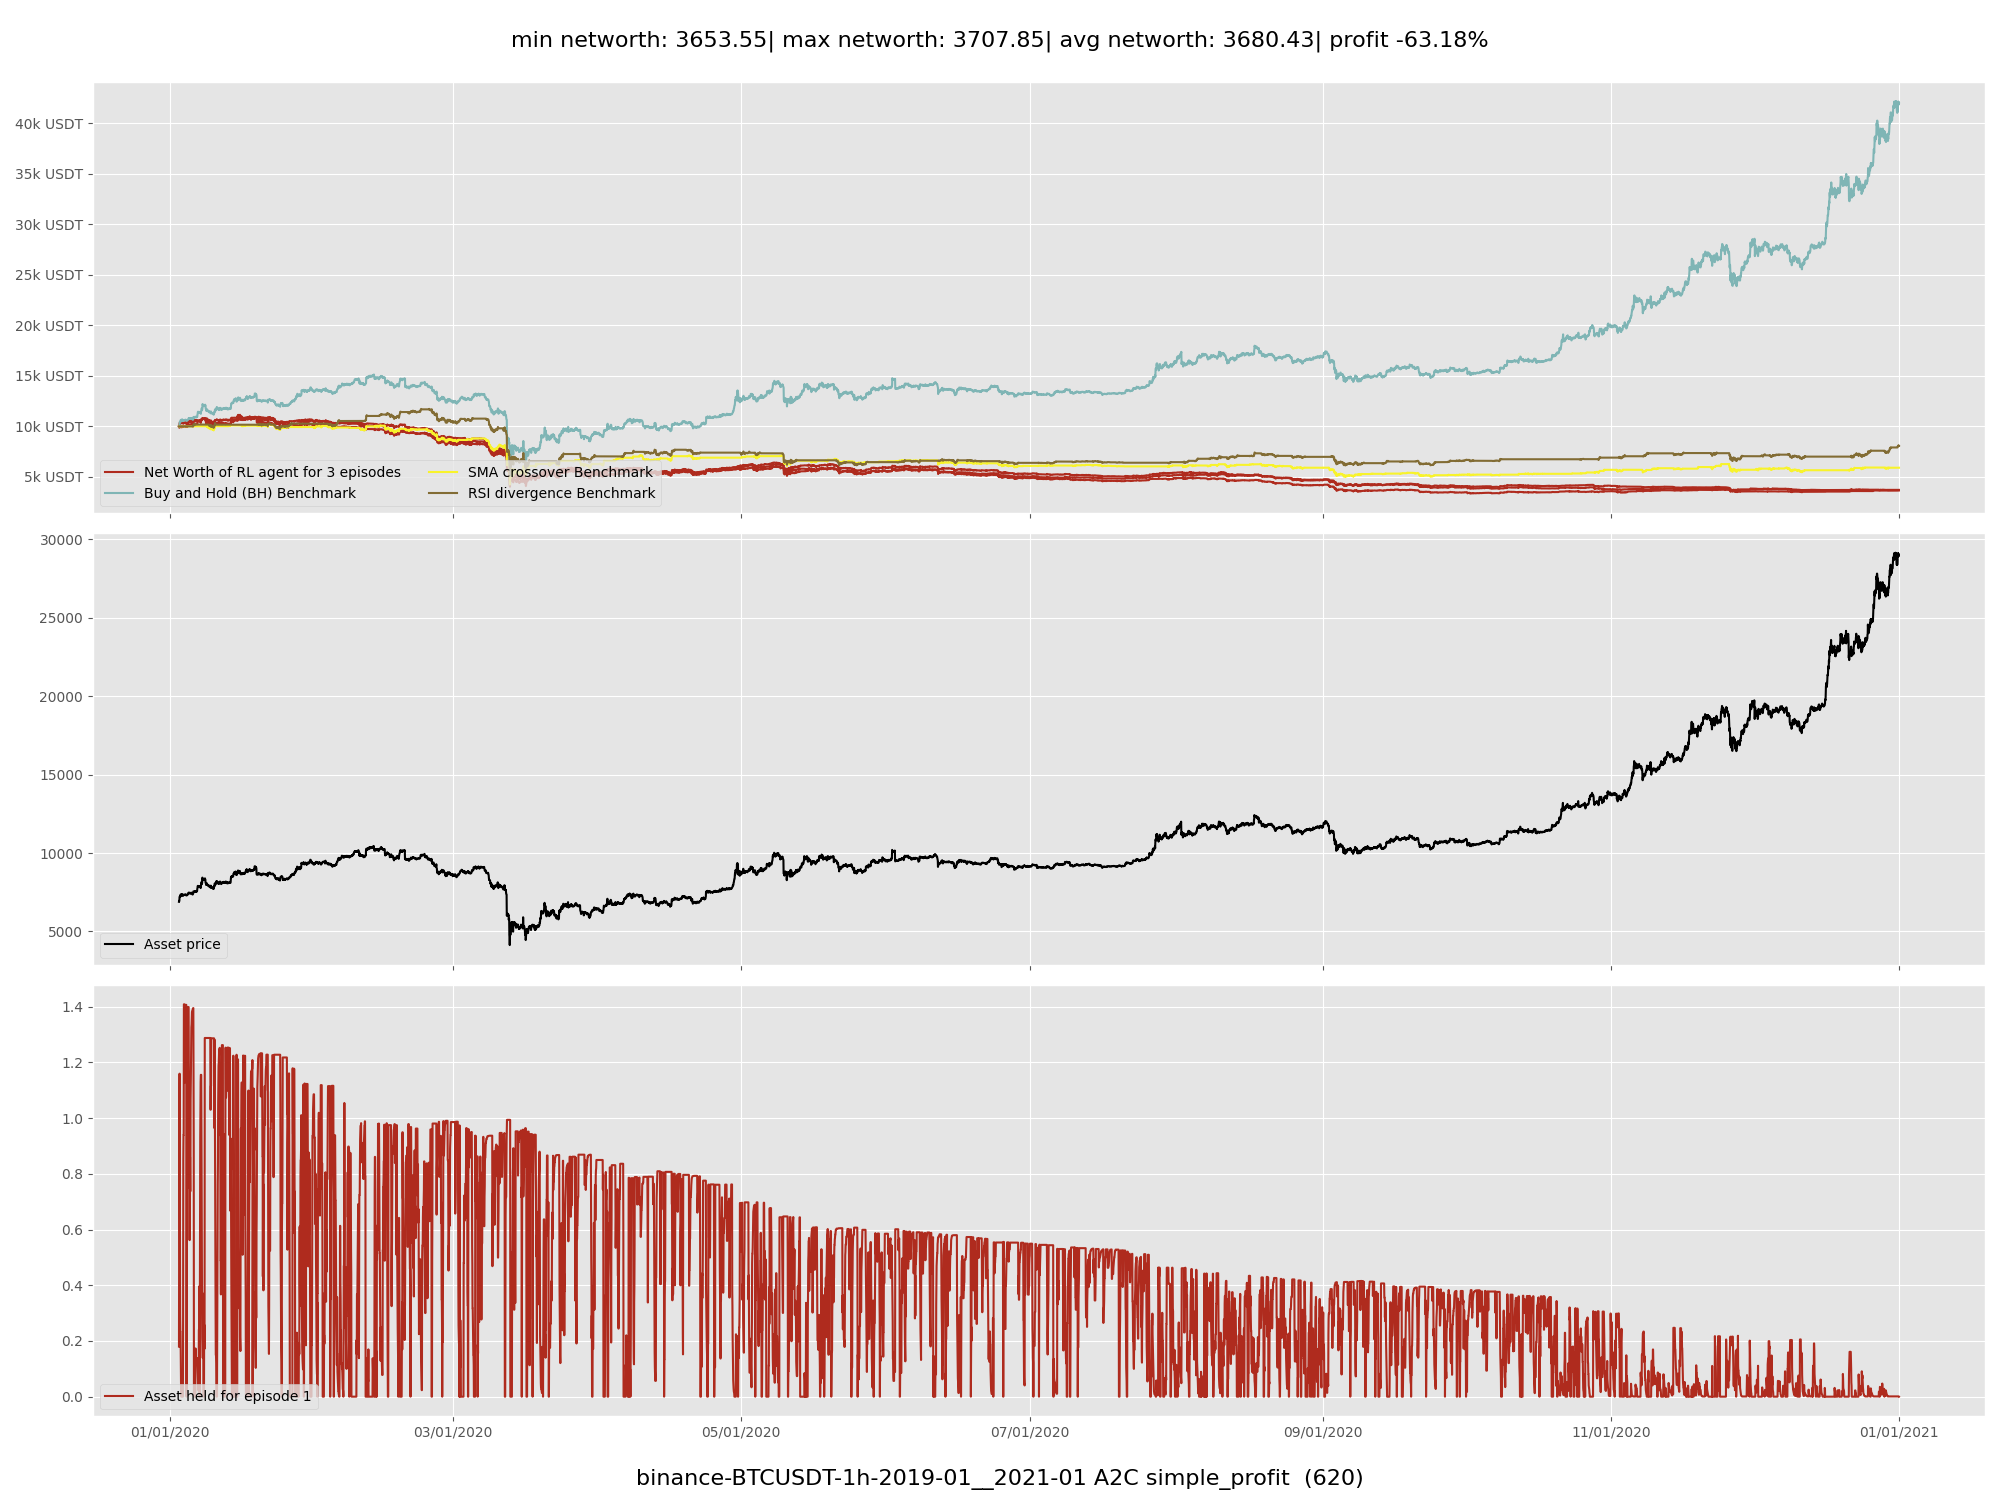 min networth: 3653.55| max networth: 3707.85| avg networth: 3680.43| profit -63.18%
40k USDT
35k USDT
30k USDT
25k USDT
20k USDT
15k USDT
10k USDT
5k USDT
Net Worth of RL agent for 3 episodes
Buy and Hold (BH) Benchmark
SMA crossover Benchmark
RSI divergence Benchmark
30000
25000
20000
15000
10000
5000
Asset price
1.4
1.2
1.0
0.8
0.6
0.4
0.2
0.0
Asset held for episode 1
01/01/2020 03/01/2020 05/01/2020 07/01/2020 09/01/2020 11/01/2020 01/01/2021
binance-BTCUSDT-1h-2019-01__2021-01 A2C simple_profit (620)